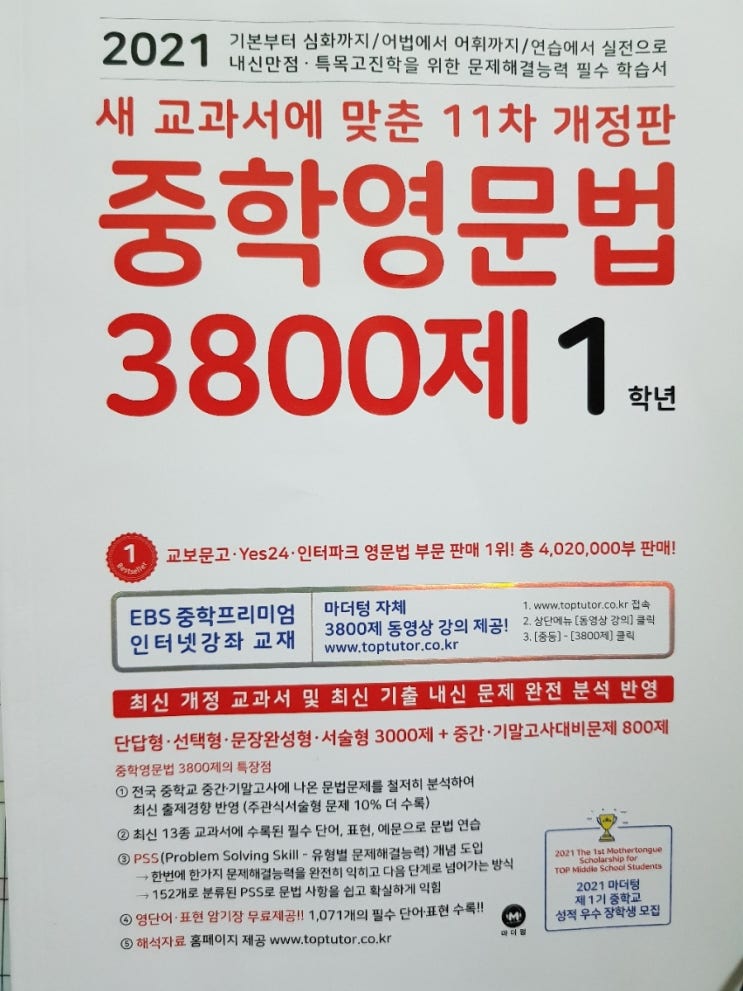 2021
기본부터 심화까지/어법에서 어휘까지/연습에서 실전으로
내신만점·특목고진학을 위한 문제해결능력 필수 학습서
새 교과서에 맞춘 11차 개정판
중학영문법
3800제 1 학년
1
Bestseller
교보문고·Yes24·인터파크 영문법 부문 판매 1위! 총 4,020,000부 판매!
EBS 중학프리미엄
인터넷강좌 교재
마더텅 자체
3800제 동영상 강의 제공!
www.toptutor.co.kr
1. www.toptutor.co.kr 접속
2. 상단메뉴 [동영상 강의] 클릭
3. [중등] - [3800제] 클릭
최신 개정 교과서 및 최신 기출 내신 문제 완전 분석 반영
단답형·선택형·문장완성형·서술형 3000제 + 중간·기말고사대비문제 800제
중학영문법 3800제의 특장점
① 전국 중학교 중간·기말고사에 나온 문법문제를 철저히 분석하여
최신 출제경향 반영 (주관식서술형 문제 10% 더 수록)
② 최신 13종 교과서에 수록된 필수 단어, 표현, 예문으로 문법 연습
③ PSS(Problem Solving Skill - 유형별 문제해결능력) 개념 도입
→ 한번에 한가지 문제해결능력을 완전히 익히고 다음 단계로 넘어가는 방식
→ 152개로 분류된 PSS로 문법 사항을 쉽고 확실하게 익힘
④ 영단어·표현 암기장 무료제공!! 1,071개의 필수 단어·표현 수록!!
⑤ 해석자료 홈페이지 제공 www.toptutor.co.kr
마더텅
2021 The 1st Mothertongue
Scholarship for
TOP Middle School Students
2021 마더텅
제 1기 중학교
성적 우수 장학생 모집